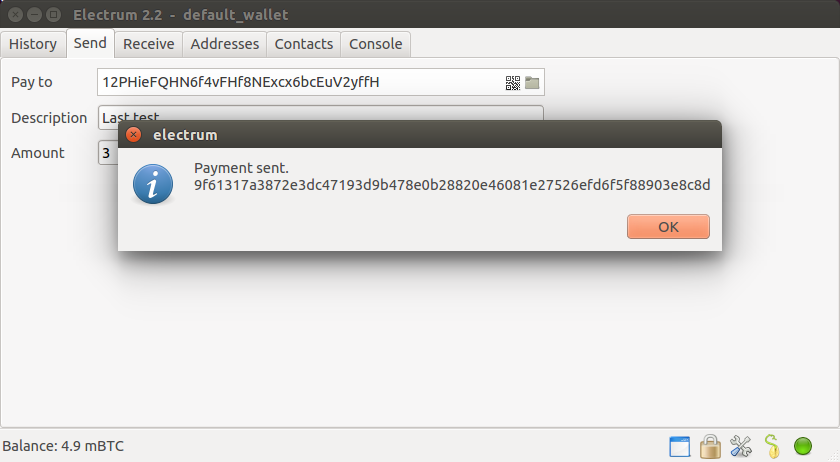 Electrum 2.2 - default_wallet
History Send Receive Addresses Contacts Console
Pay to 12PHieFQHN6f4vFHf8NExcx6bcEuV2yffH
Description Last test
Amount 3
electrum
Payment sent.
9f61317a3872e3dc47193d9b478e0b28820e46081e27526efd6f5f88903e8c8d
OK
Balance: 4.9 mBTC